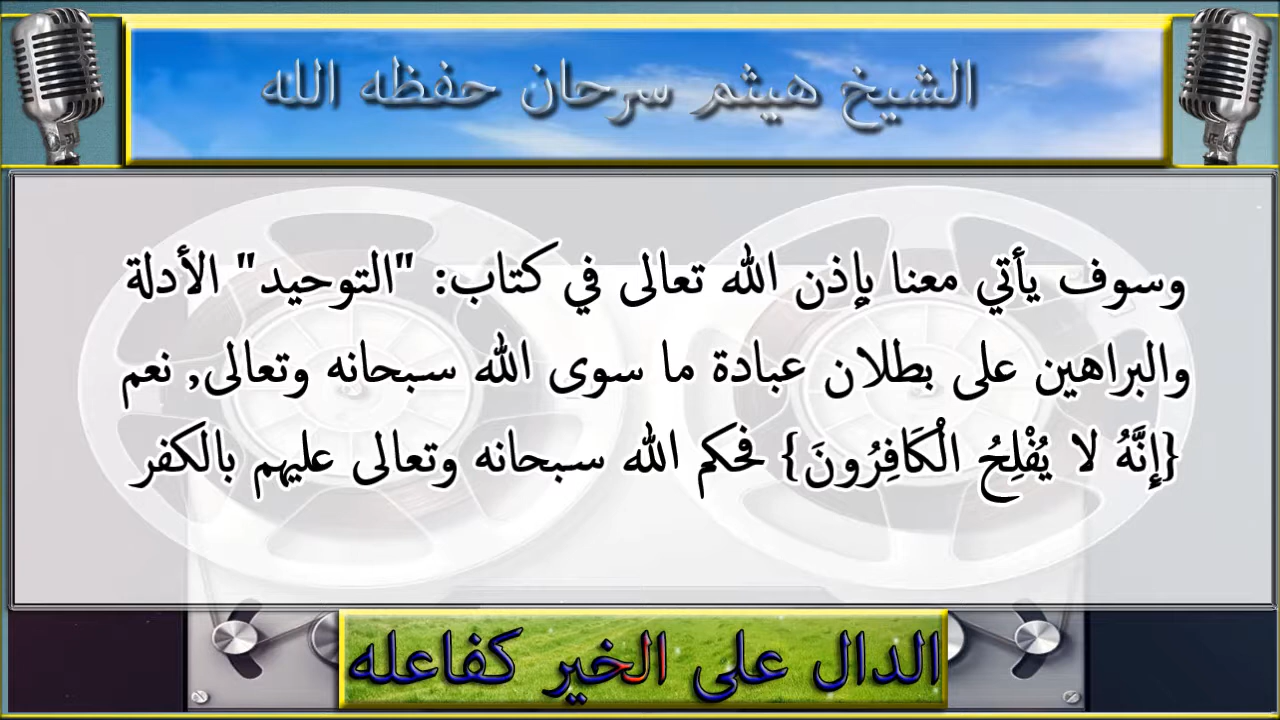 الشيخ هيثم سرحان حفظه الله
وسوف يأتي معنا بإذن الله تعالى في كتاب: "التوحيد" الأدلة
والبراهين على بطلان عبادة ما سوى الله سبحانه وتعالى, نعم
{إِنَّهُ لا يُفْلِحُ الْكَافِرُونَ} فحكم الله سبحانه وتعالى عليهم بالكفر
الدال على الخير كفاعله